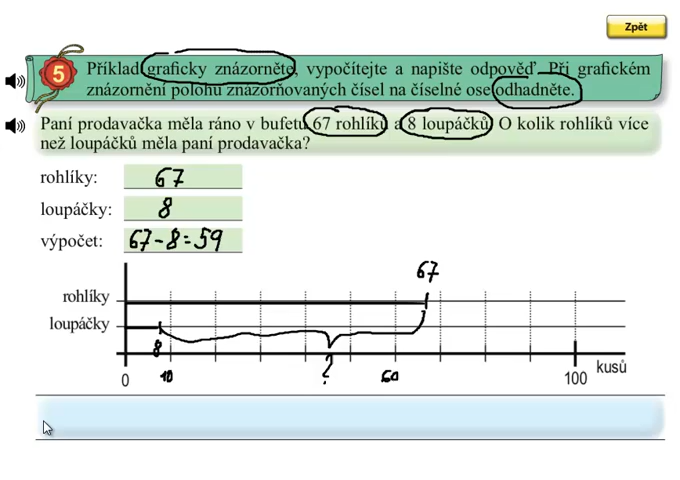 Zpět
5 Příklad graficky znázorněte, vypočítejte a napište odpověď. Při grafickém
znázornění polohu znázorňovaných čísel na číselné ose odhadněte.
Paní prodavačka měla ráno v bufetu 67 rohlíků a 8 loupáčků. O kolik rohlíků více
než loupáčků měla paní prodavačka?
rohlíky: 67
loupáčky: 8
výpočet: 67-8=59
67
rohlíky
loupáčky
8
kusů
0 10 ? 60 100